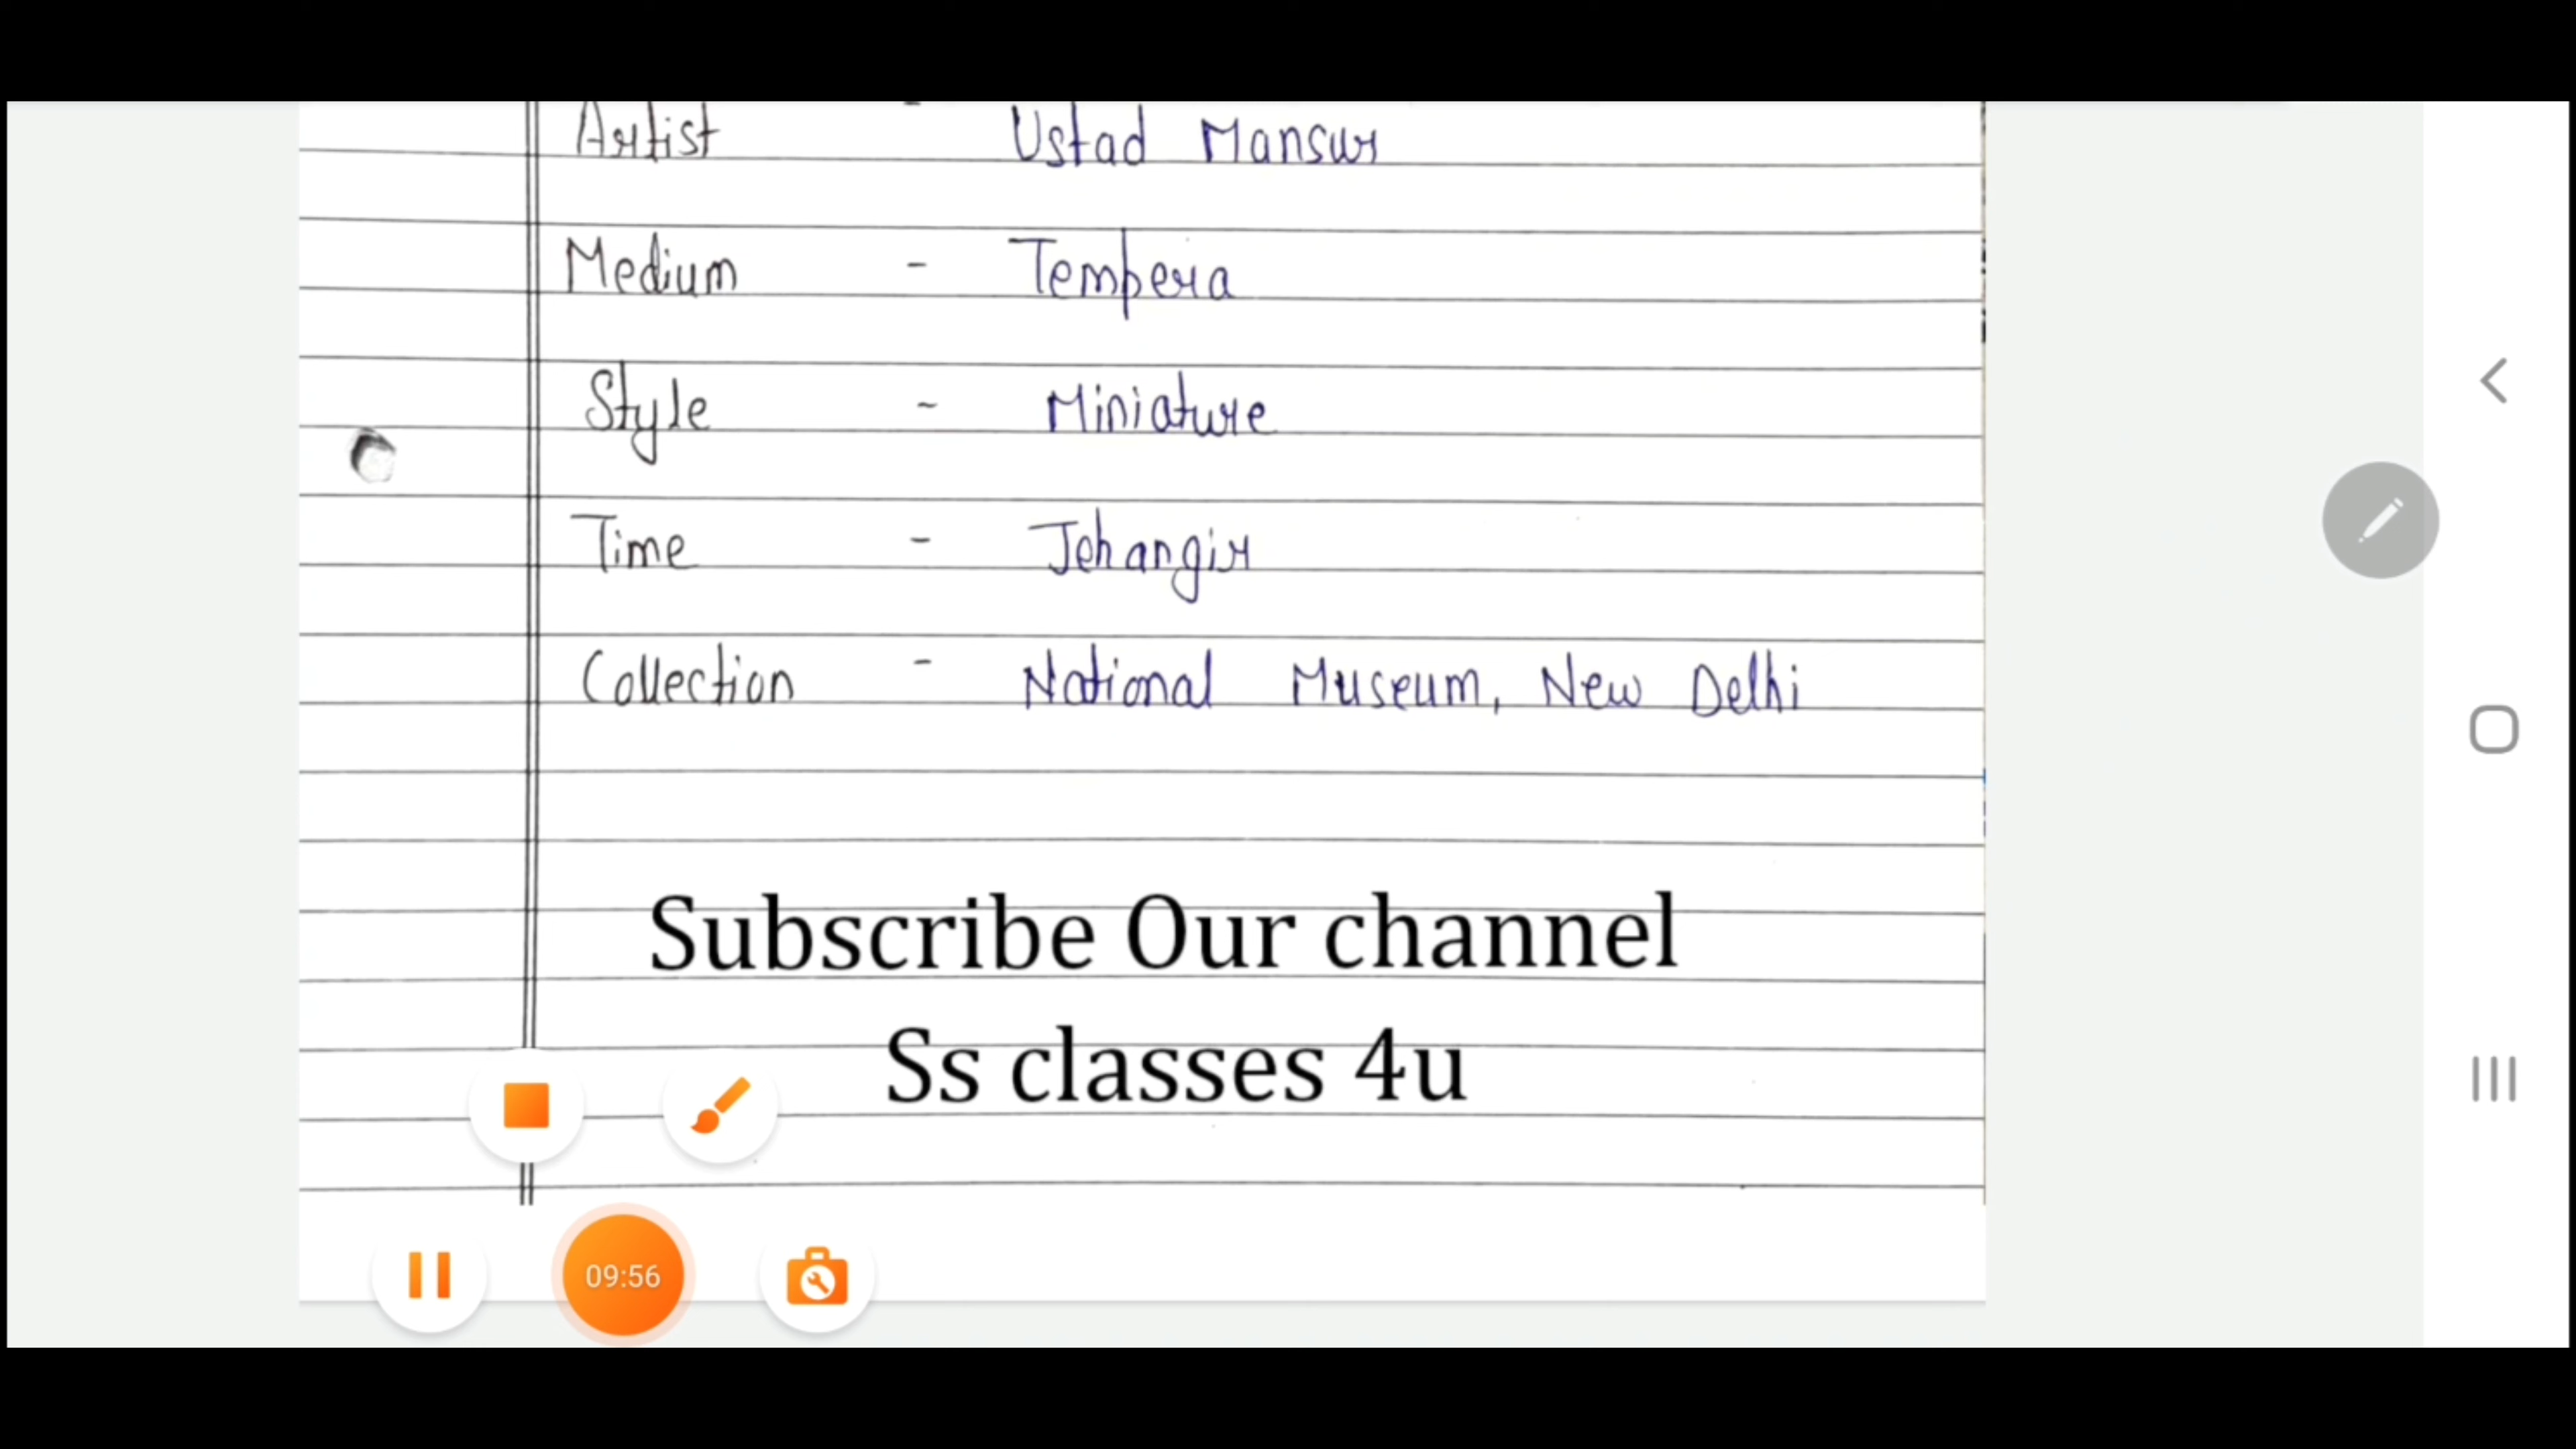 Artist - Ustad Mansur
Medium - Tempera
Style - Miniature
Time - Jehangir
Collection - National Museum, New Delhi
Subscribe Our channel
Ss classes 4u
09:56